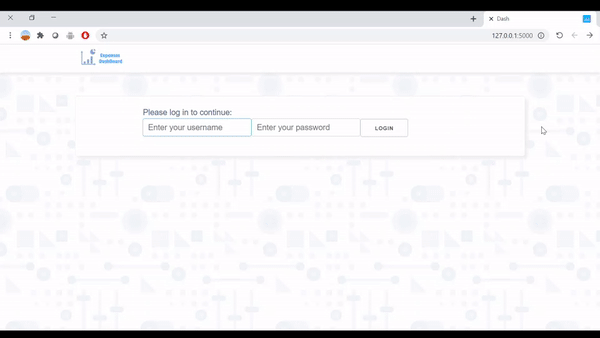 Dash
127.0.0.1:5000
Dashboard
Please log in to continue:
Enter your username
Enter your password
LOGIN